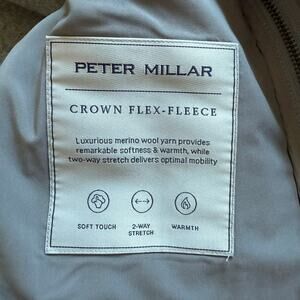 PETER MILLAR
CROWN FLEX-FLEECE
Luxurious merino wool yarn provides
remarkable softness & warmth, while
two-way stretch delivers optimal mobility
SOFT TOUCH
2-WAY
STRETCH
WARMTH